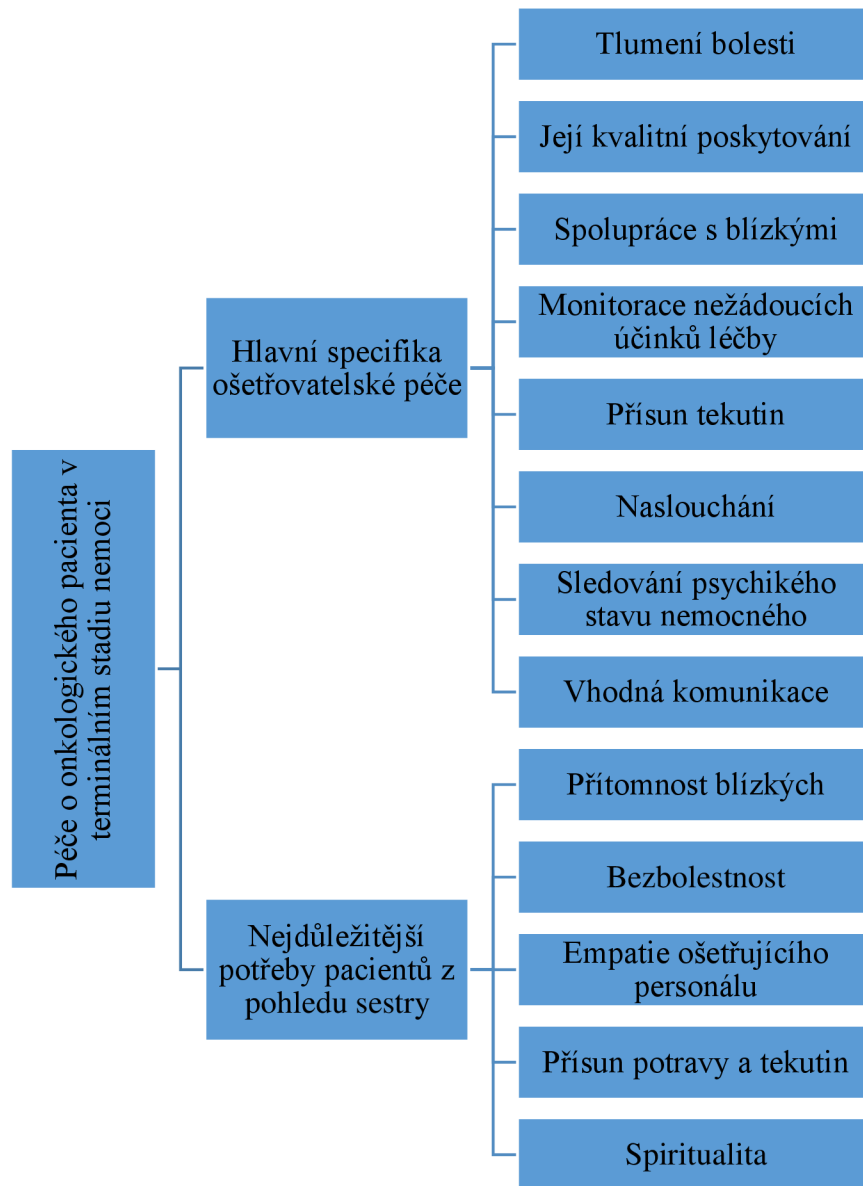 Péče o onkologického pacienta v
terminálním stadiu nemoci
Hlavní specifika
ošetřovatelské péče
Tlumení bolesti
Její kvalitní poskytování
Spolupráce s blízkými
Monitorace nežádoucích
účinků léčby
Přísun tekutin
Naslouchání
Sledování psychikého
stavu nemocného
Vhodná komunikace
Nejdůležitější
potřeby pacientů z
pohledu sestry
Přítomnost blízkých
Bezbolestnost
Empatie ošetřujícího
personálu
Přísun potravy a tekutin
Spiritualita